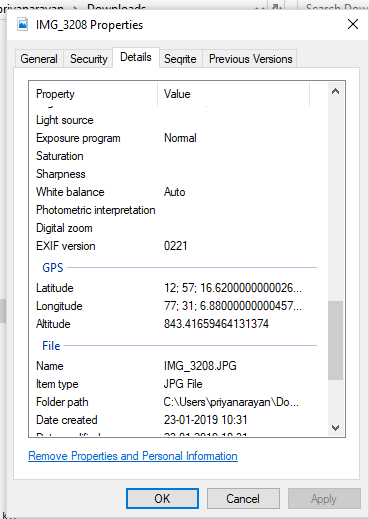 Downloads
Search Dow
IMG_3208 Properties
General Security Details Seqrite Previous Versions
Property Value
Light source
Exposure program Normal
Saturation
Sharpness
White balance Auto
Photometric interpretation
Digital zoom
EXIF version 0221
GPS
Latitude 12; 57; 16.6200000000026...
Longitude 77; 31; 6.88000000000457...
Altitude 843.41659464131374
File
Name IMG_3208.JPG
Item type JPG File
Folder path C:\Users\priyanarayan\Do...
Date created 23-01-2019 10:31
Remove Properties and Personal Information
OK Cancel Apply